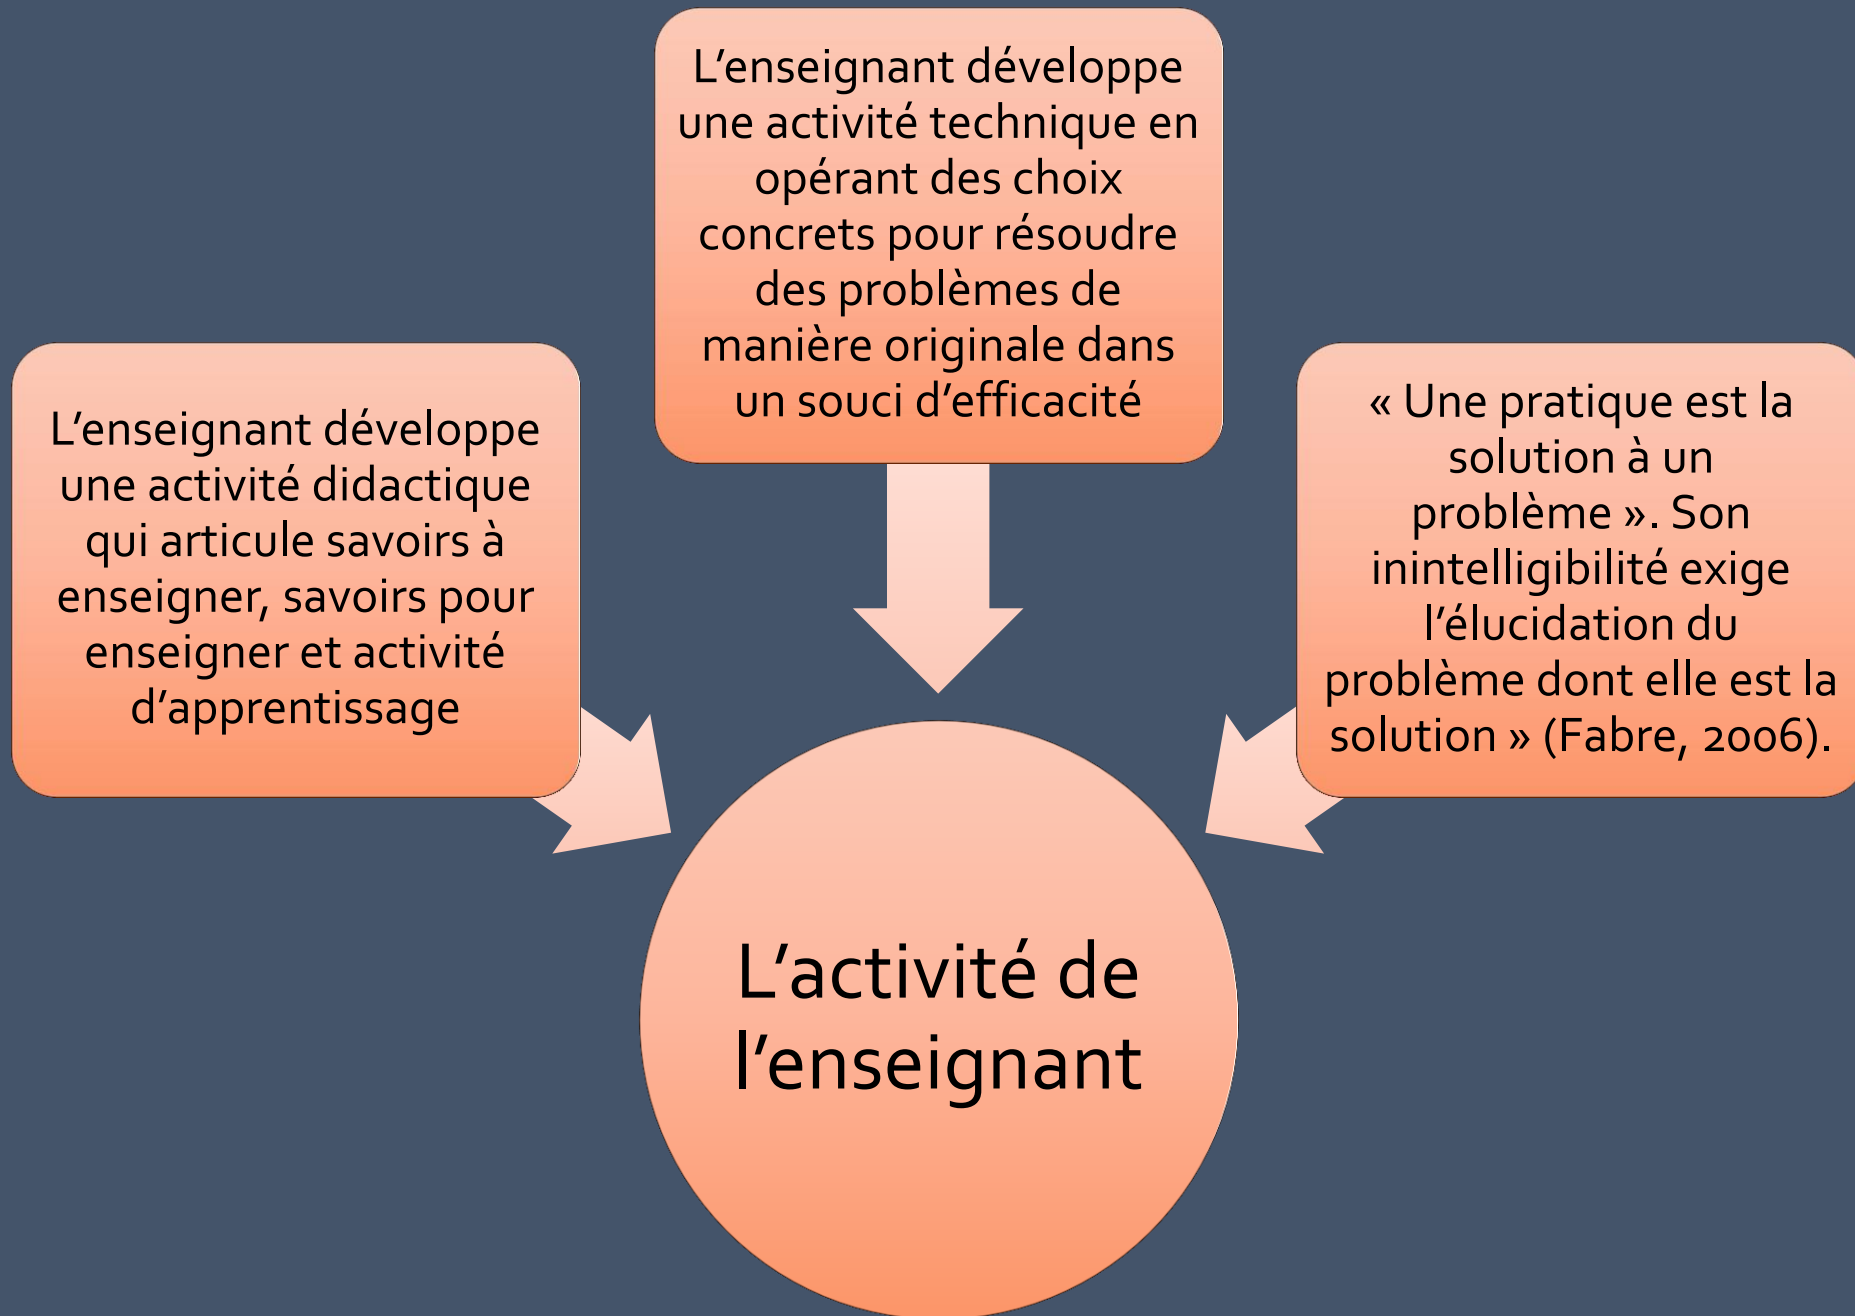 L'enseignant développe
une activité didactique
qui articule savoirs à
enseigner, savoirs pour
enseigner et activité
d'apprentissage
L'enseignant développe
une activité technique en
opérant des choix
concrets pour résoudre
des problèmes de
manière originale dans
un souci d'efficacité
« Une pratique est la
solution à un
problème ». Son
inintelligibilité exige
l'élucidation du
problème dont elle est la
solution » (Fabre, 2006).
L'activité de
l'enseignant